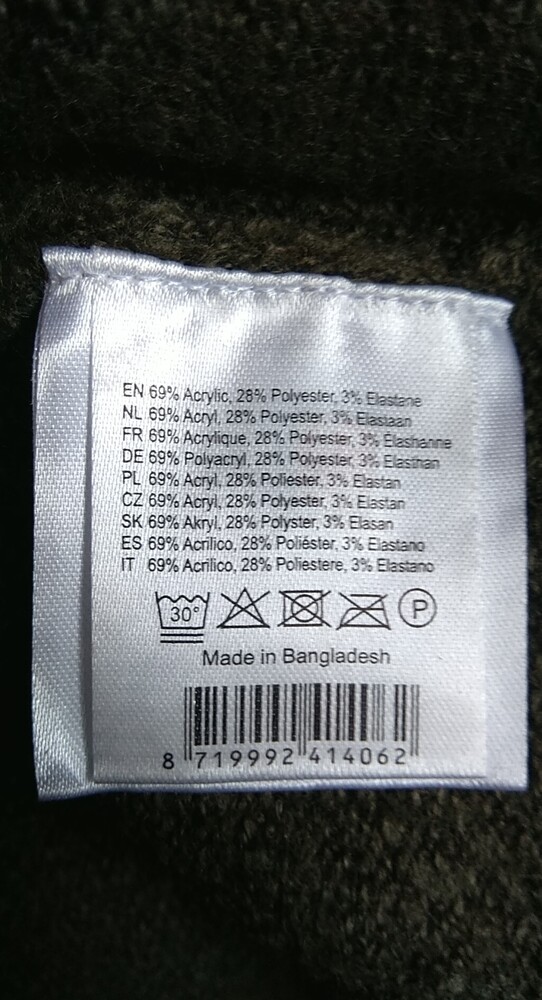 EN 69% Acrylic, 28% Polyester, 3% Elastane
NL 69% Acryl, 28% Polyester, 3% Elastaan
FR 69% Acrylique, 28% Polyester, 3% Elashanne
DE 69% Polyacryl, 28% Polyester, 3% Elasthan
PL 69% Acryl, 28% Poliester, 3% Elastan
CZ 69% Acryl, 28% Polyester, 3% Elastan
SK 69% Akryl, 28% Polyster, 3% Elasan
ES 69% Acrilico, 28% Poliéster, 3% Elastano
IT 69% Acrilico, 28% Poliestere, 3% Elastano
30° P
Made in Bangladesh
8 719992 414062